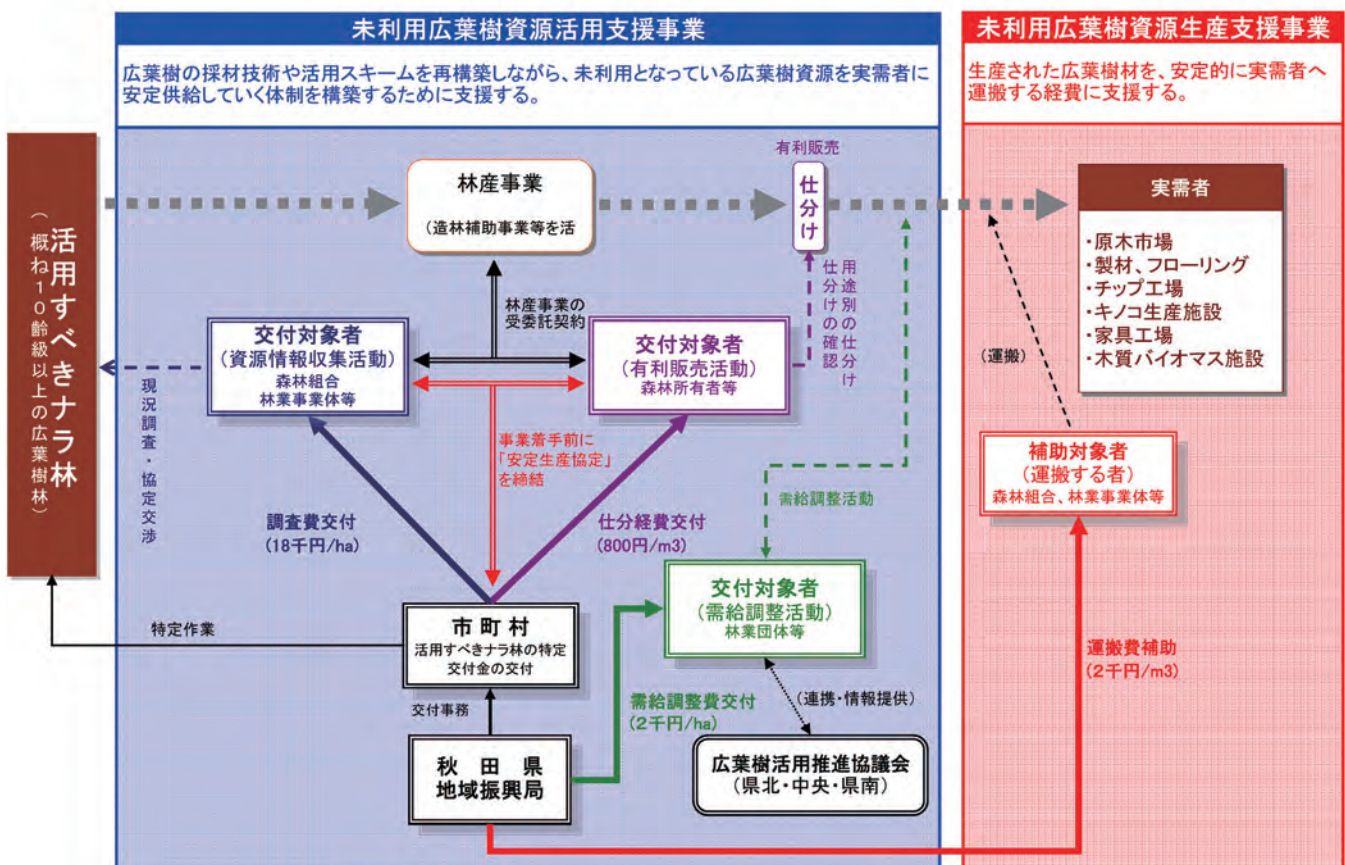 未利用広葉樹資源活用支援事業
広葉樹の採材技術や活用スキームを再構築しながら、未利用となっている広葉樹資源を実需者に
安定供給していく体制を構築するために支援する。
未利用広葉樹資源生産支援事業
生産された広葉樹材を、安定的に実需者へ
運搬する経費に支援する。
活用すべきナラ林
（概ね10齢級以上の広葉樹林）
林産事業
(造林補助事業等を活
有利販売
仕分け
実需者
・原木市場
・製材、フローリング
・チップ工場
・キノコ生産施設
・家具工場
・木質バイオマス施設
林産事業の
受委託契約
用途別の仕分け
仕分けの確認
交付対象者
(資源情報収集活動)
森林組合
林業事業体等
交付対象者
(有利販売活動)
森林所有者等
(運搬)
現況調査・協定交渉
事業着手前に
「安定生産協定」
を締結
補助対象者
(運搬する者)
森林組合、林業事業体等
需給調整活動
調査費交付
(18千円/ha)
仕分経費交付
(800円/m3)
交付対象者
(需給調整活動)
林業団体等
特定作業
市町村
活用すべきナラ林の特定
交付金の交付
運搬費補助
(2千円/m3)
交付事務
需給調整費交付
(2千円/ha)
(連携・情報提供)
秋田県
地域振興局
広葉樹活用推進協議会
(県北・中央・県南)